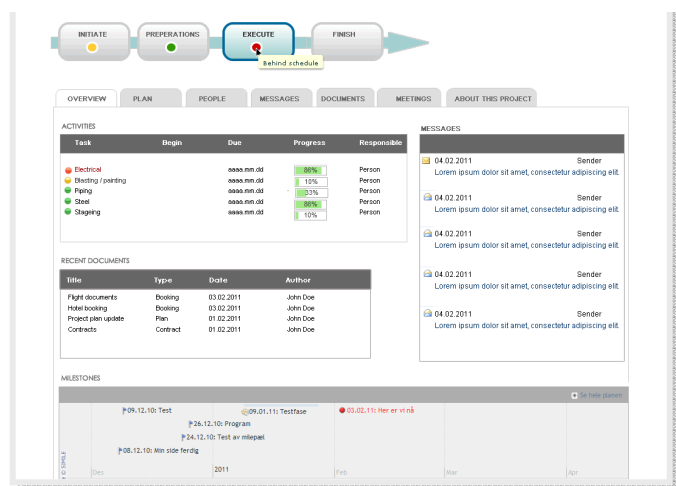 INITIATE PREPERATIONS EXECUTE FINISH
Behind schedule
OVERVIEW PLAN PEOPLE MESSAGES DOCUMENTS MEETINGS ABOUT THIS PROJECT
ACTIVITIES
Task Begin Due Progress Responsible
Electrical aaaa.mm.dd 86% Person
Blasting / painting aaaa.mm.dd 10% Person
Piping aaaa.mm.dd 33% Person
Steel aaaa.mm.dd 86% Person
Stageing aaaa.mm.dd 10% Person
MESSAGES
04.02.2011 Sender
Lorem ipsum dolor sit amet, consectetur adipiscing elit.
04.02.2011 Sender
Lorem ipsum dolor sit amet, consectetur adipiscing elit.
04.02.2011 Sender
Lorem ipsum dolor sit amet, consectetur adipiscing elit.
04.02.2011 Sender
Lorem ipsum dolor sit amet, consectetur adipiscing elit.
04.02.2011 Sender
Lorem ipsum dolor sit amet, consectetur adipiscing elit.
RECENT DOCUMENTS
Title Type Date Author
Flight documents Booking 03.02.2011 John Doe
Hotel booking Booking 03.02.2011 John Doe
Project plan update Plan 01.02.2011 John Doe
Contracts Contract 01.02.2011 John Doe
MILESTONES
Se hele planen
09.12.10: Test 09.01.11: Testfase 03.02.11: Her er vi nå
26.12.10: Program
24.12.10: Test av milepæl
08.12.10: Min side ferdig
© SIMILE
Des 2011 Feb Mar Apr